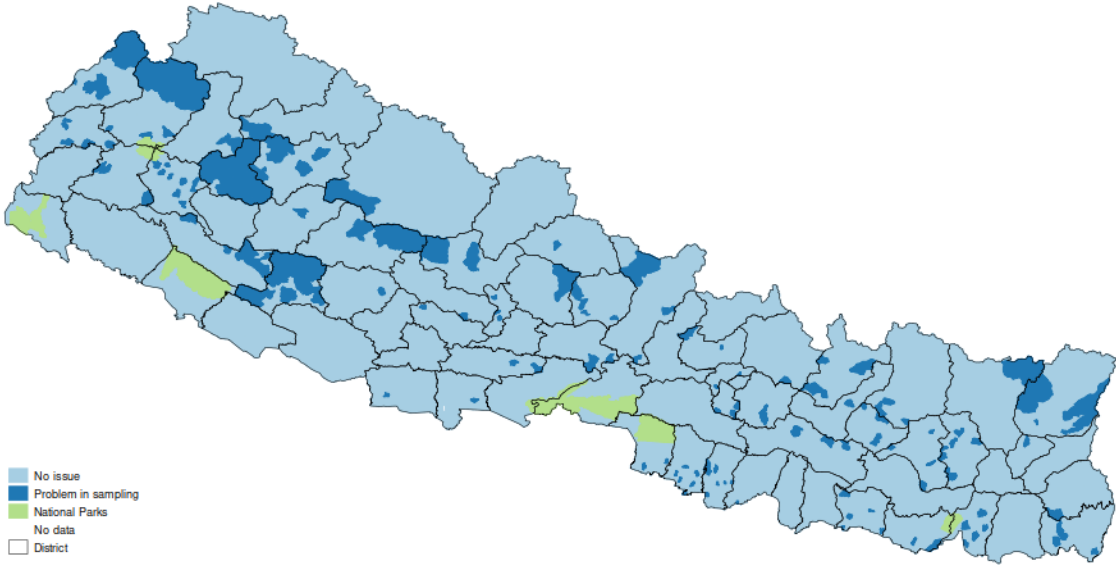 No issue
Problem in sampling
National Parks
No data
District